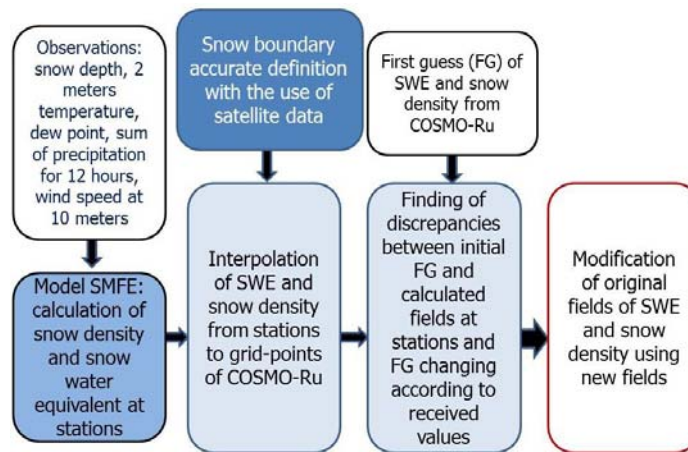 Observations:
snow depth, 2
meters
temperature,
dew point, sum
of precipitation
for 12 hours,
wind speed at
10 meters
Snow boundary
accurate definition
with the use of
satellite data
First guess (FG) of
SWE and snow
density from
COSMO-Ru
Model SMFE:
calculation of
snow density
and snow
water
equivalent at
stations
Interpolation
of SWE and
snow density
from stations
to grid-points
of COSMO-Ru
Finding of
discrepancies
between initial
FG and
calculated
fields at
stations and
FG changing
according to
received
values
Modification
of original
fields of SWE
and snow
density using
new fields